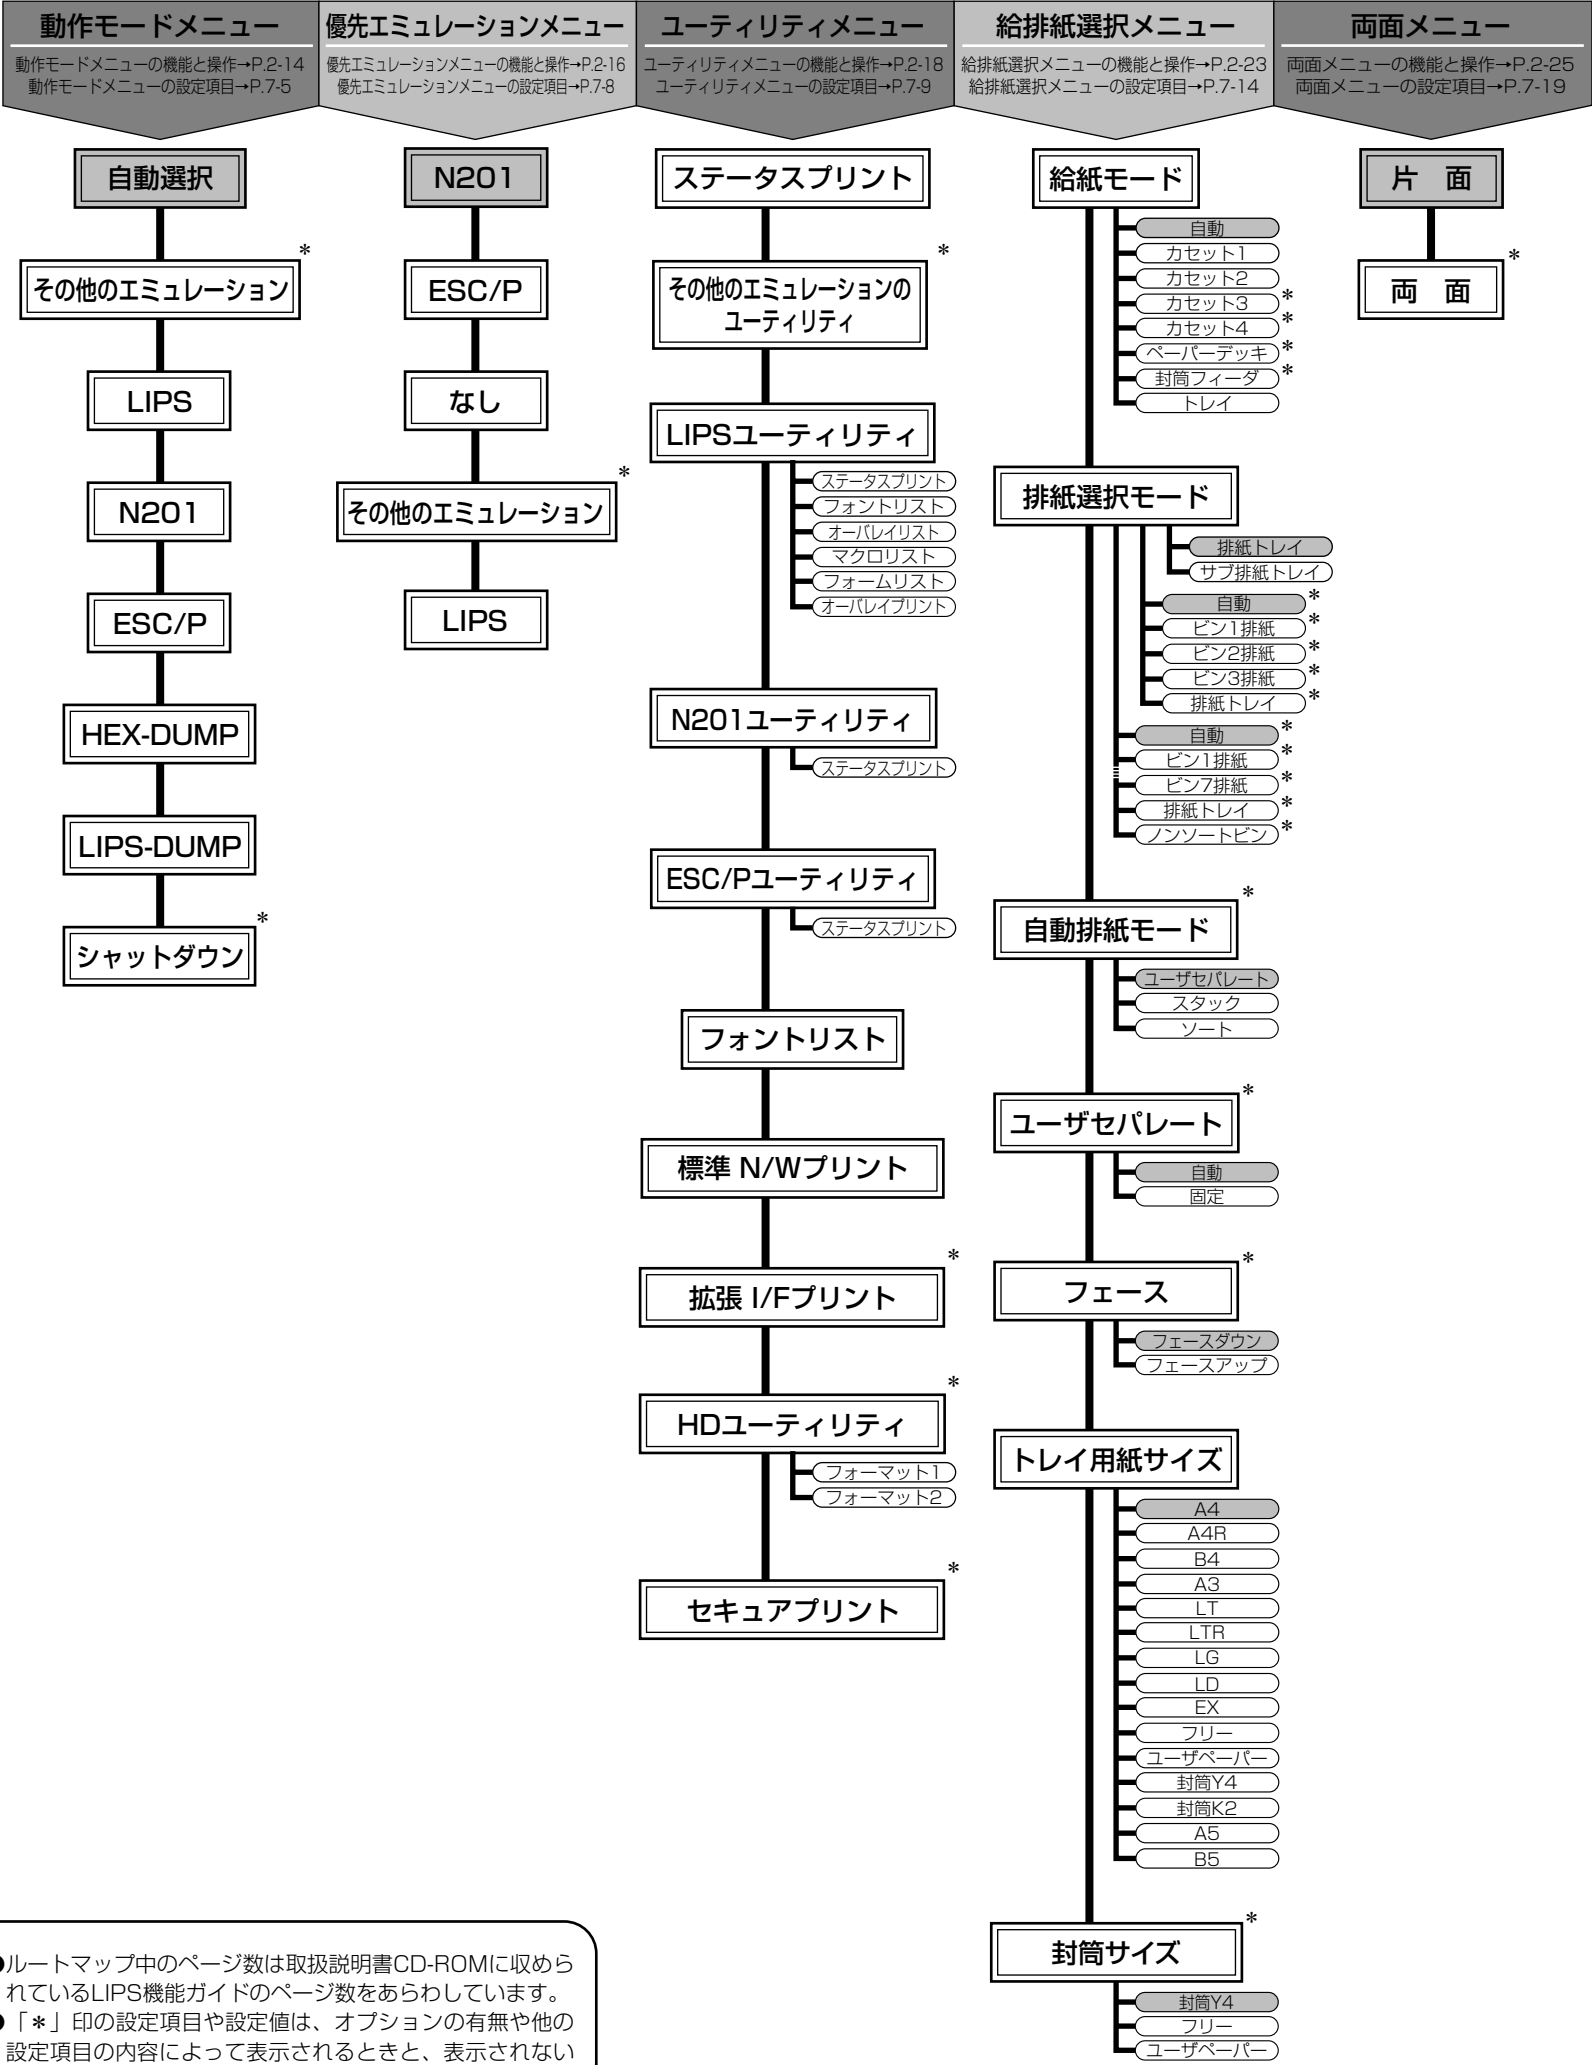 動作モードメニュー
動作モードメニューの機能と操作→P.2-14
動作モードメニューの設定項目→P.7-5
自動選択
その他のエミュレーション*
LIPS
N201
ESC/P
HEX-DUMP
LIPS-DUMP
シャットダウン*
優先エミュレーションメニュー
優先エミュレーションメニューの機能と操作→P.2-16
優先エミュレーションメニューの設定項目→P.7-8
N201
ESC/P
なし
その他のエミュレーション*
LIPS
ユーティリティメニュー
ユーティリティメニューの機能と操作→P.2-18
ユーティリティメニューの設定項目→P.7-9
ステータスプリント
その他のエミュレーションの*
ユーティリティ
LIPSユーティリティ
ステータスプリント
フォントリスト
オーバレイリスト
マクロリスト
フォームリスト
オーバレイプリント
N201ユーティリティ
ステータスプリント
ESC/Pユーティリティ
ステータスプリント
フォントリスト
標準 N/Wプリント
拡張 I/Fプリント*
HDユーティリティ*
フォーマット1
フォーマット2
セキュアプリント*
給排紙選択メニュー
給排紙選択メニューの機能と操作→P.2-23
給排紙選択メニューの設定項目→P.7-14
給紙モード
自動
カセット1
カセット2
カセット3*
カセット4*
ペーパーデッキ*
封筒フィーダ*
トレイ
排紙選択モード
排紙トレイ
サブ排紙トレイ
自動*
ビン1排紙*
ビン2排紙*
ビン3排紙*
排紙トレイ*
自動*
ビン1排紙*
ビン7排紙*
排紙トレイ*
ノンソートビン*
自動排紙モード*
ユーザセパレート
スタック
ソート
ユーザセパレート*
自動
固定
フェース*
フェースダウン
フェースアップ
トレイ用紙サイズ
A4
A4R
B4
A3
LT
LTR
LG
LD
EX
フリー
ユーザペーパー
封筒Y4
封筒K2
A5
B5
封筒サイズ*
封筒Y4
フリー
ユーザペーパー
両面メニュー
両面メニューの機能と操作→P.2-25
両面メニューの設定項目→P.7-19
片　面
両　面*
●ルートマップ中のページ数は取扱説明書CD-ROMに収めら
れているLIPS機能ガイドのページ数をあらわしています。
●「*」印の設定項目や設定値は、オプションの有無や他の
設定項目の内容によって表示されるときと、表示されない